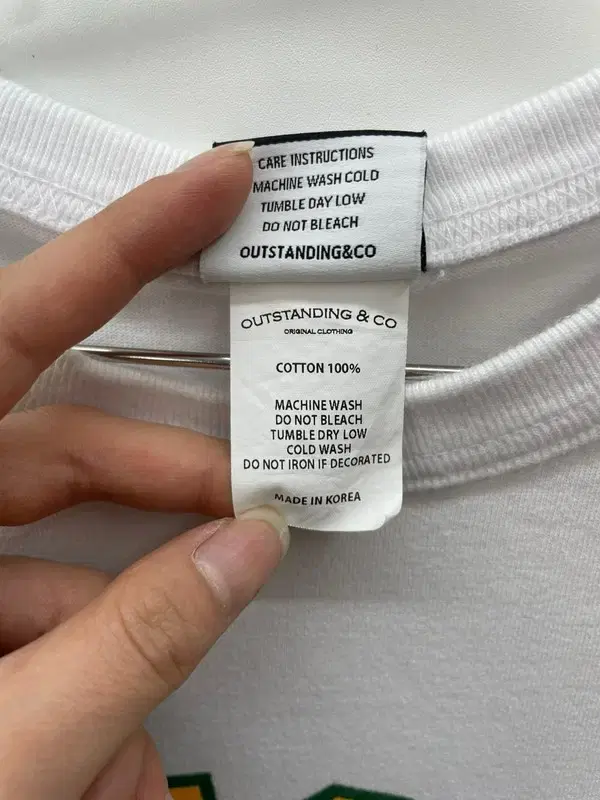 CARE INSTRUCTIONS
MACHINE WASH COLD
TUMBLE DAY LOW
DO NOT BLEACH
OUTSTANDING&CO
OUTSTANDING & CO
ORIGINAL CLOTHING
COTTON 100%
MACHINE WASH
DO NOT BLEACH
TUMBLE DRY LOW
COLD WASH
DO NOT IRON IF DECORATED
MADE IN KOREA